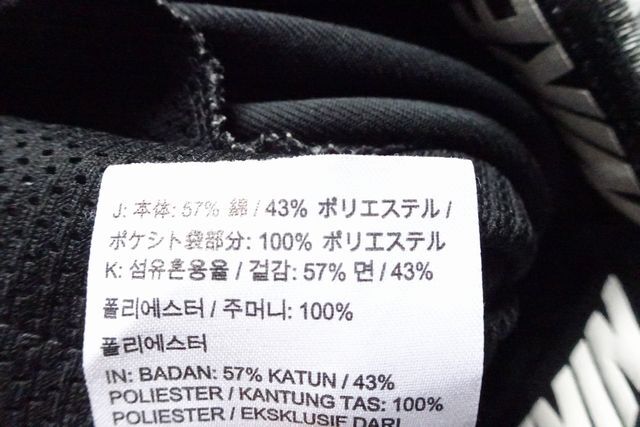 J: 本体: 57% 綿 / 43% ポリエステル /
ポケット袋部分: 100% ポリエステル
K: 섬유혼용율 / 겉감: 57% 면 / 43%
폴리에스터 / 주머니: 100%
폴리에스터
IN: BADAN: 57% KATUN / 43%
POLIESTER / KANTUNG TAS: 100%
POLIESTER / EKSKLUSIF DARI